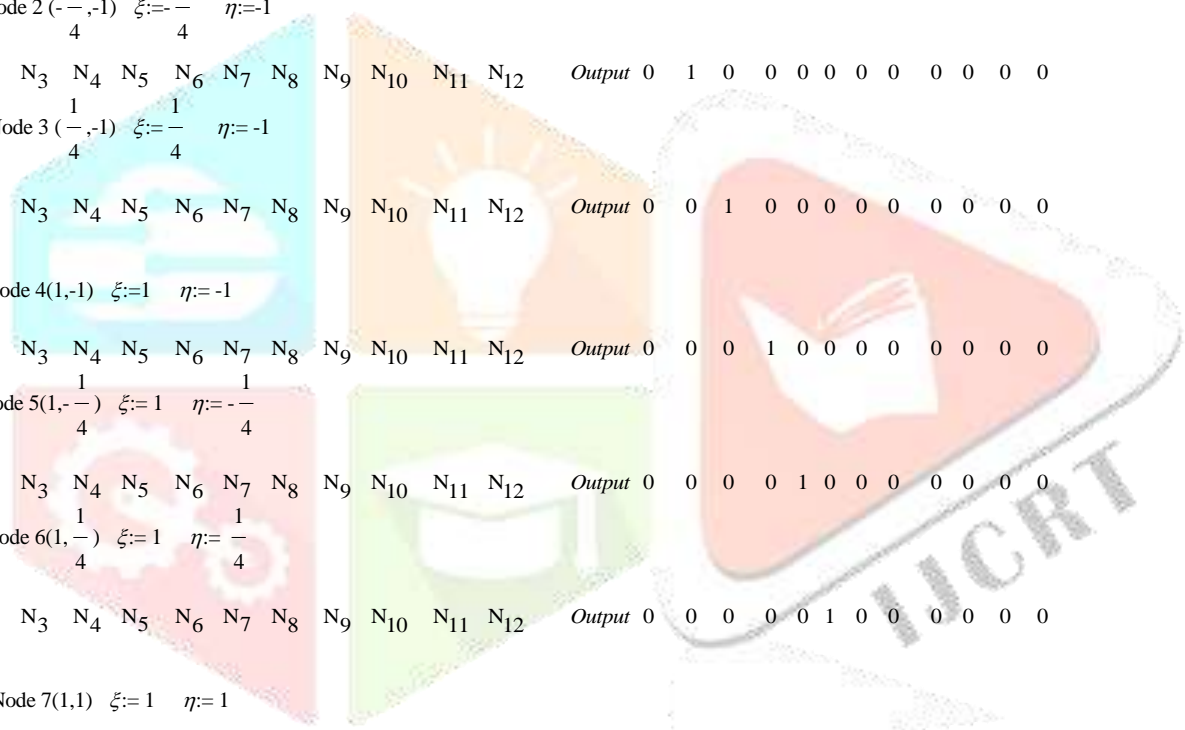 ode 2 (- — ,-1) ξ:=- — η:=-1
4 4
N3 N4 N5 N6 N7 N8 N9 N10 N11 N12 Output 0 1 0 0 0 0 0 0 0 0 0 0
1 1
ode 3 ( — ,-1) ξ:= — η:= -1
4 4
N3 N4 N5 N6 N7 N8 N9 N10 N11 N12 Output 0 0 1 0 0 0 0 0 0 0 0 0
ode 4(1,-1) ξ:=1 η:= -1
N3 N4 N5 N6 N7 N8 N9 N10 N11 N12 Output 0 0 0 1 0 0 0 0 0 0 0 0
1 1
ode 5(1,- — ) ξ:= 1 η:= - —
4 4
N3 N4 N5 N6 N7 N8 N9 N10 N11 N12 Output 0 0 0 0 1 0 0 0 0 0 0 0
1 1
ode 6(1, — ) ξ:= 1 η:= —
4 4
N3 N4 N5 N6 N7 N8 N9 N10 N11 N12 Output 0 0 0 0 0 1 0 0 0 0 0 0
Node 7(1,1) ξ:= 1 η:= 1
IJCRT